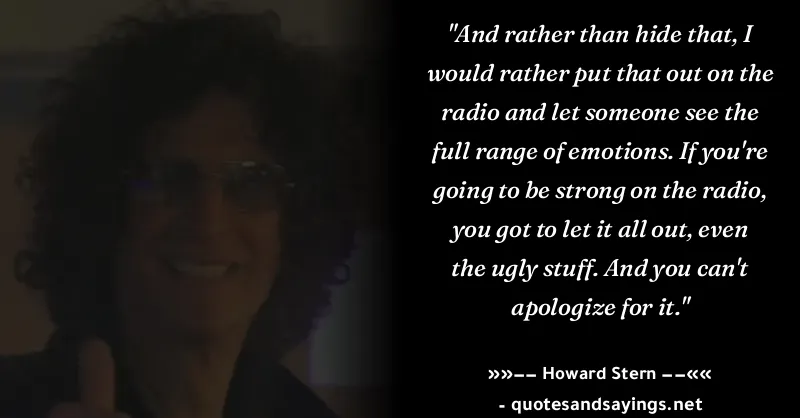 "And rather than hide that, I
would rather put that out on the
radio and let someone see the
full range of emotions. If you're
going to be strong on the radio,
you got to let it all out, even
the ugly stuff. And you can't
apologize for it."
»»−− Howard Stern −−««
- quotesandsayings.net